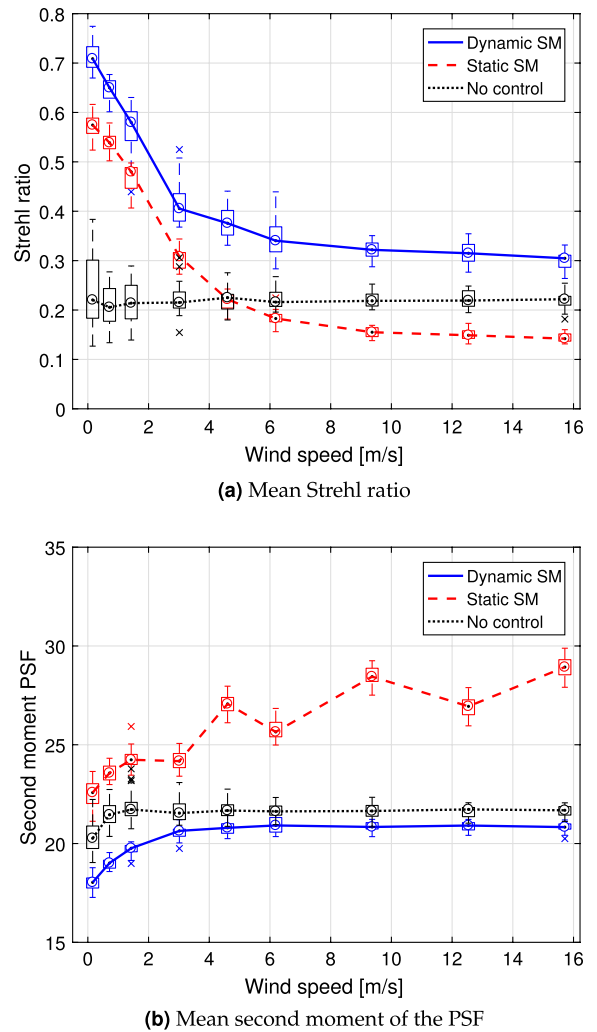 0.8
0.7
0.6
0.5
0.4
0.3
0.2
0.1
0
Strehl ratio
Dynamic SM
Static SM
No control
0 2 4 6 8 10 12 14 16
Wind speed [m/s]
(a) Mean Strehl ratio
35
30
25
20
15
Second moment PSF
Dynamic SM
Static SM
No control
0 2 4 6 8 10 12 14 16
Wind speed [m/s]
(b) Mean second moment of the PSF